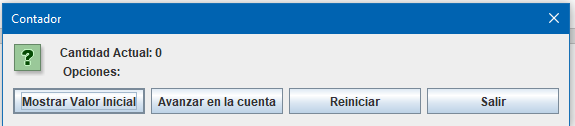 Contador
?
Cantidad Actual: 0
Opciones:
Mostrar Valor Inicial
Avanzar en la cuenta
Reiniciar
Salir